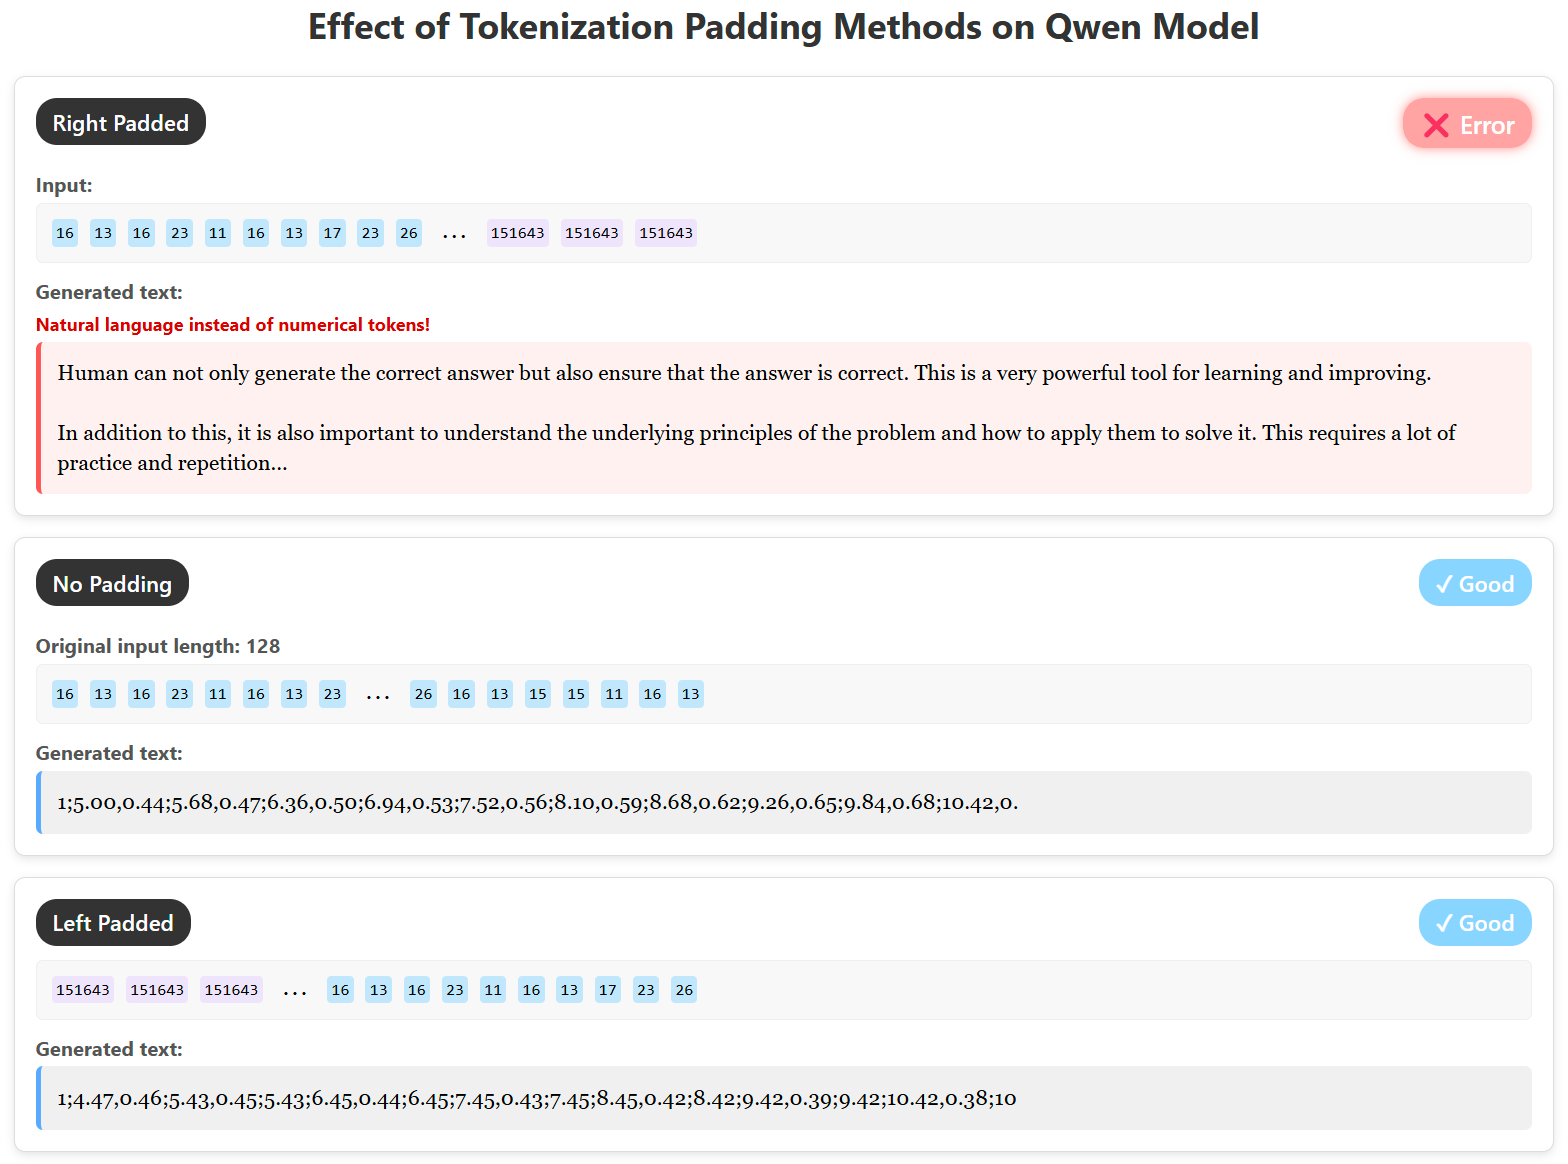 Effect of Tokenization Padding Methods on Qwen Model
Right Padded
❌ Error
Input:
16 13 16 23 11 16 13 17 23 26 ... 151643 151643 151643
Generated text:
Natural language instead of numerical tokens!
Human can not only generate the correct answer but also ensure that the answer is correct. This is a very powerful tool for learning and improving.
In addition to this, it is also important to understand the underlying principles of the problem and how to apply them to solve it. This requires a lot of
practice and repetition...
No Padding
✓ Good
Original input length: 128
16 13 16 23 11 16 13 23 ... 26 16 13 15 15 11 16 13
Generated text:
1;5.00,0.44;5.68,0.47;6.36,0.50;6.94,0.53;7.52,0.56;8.10,0.59;8.68,0.62;9.26,0.65;9.84,0.68;10.42,0.
Left Padded
✓ Good
151643 151643 151643 ... 16 13 16 23 11 16 13 17 23 26
Generated text:
1;4.47,0.46;5.43,0.45;5.43;6.45,0.44;6.45;7.45,0.43;7.45;8.45,0.42;8.42;9.42,0.39;9.42;10.42,0.38;10